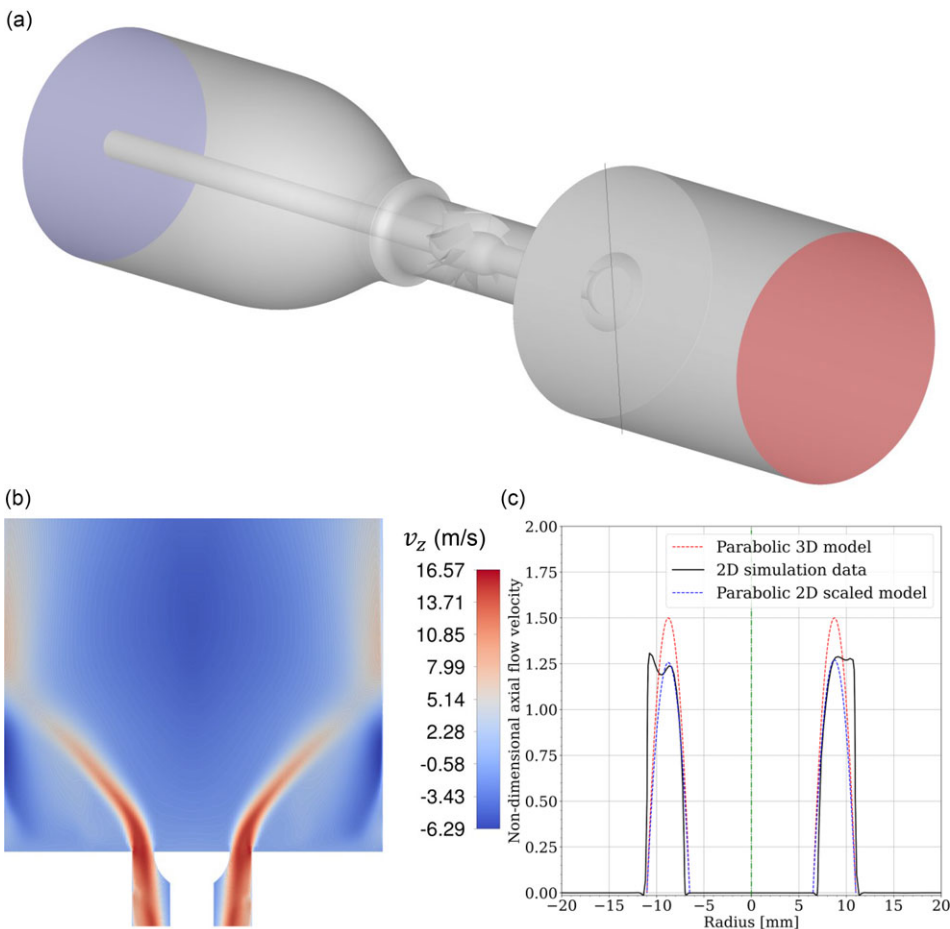 (a)
(b)
v_z (m/s)
16.57
13.71
10.85
7.99
5.14
2.28
-0.58
-3.43
-6.29
(c)
Non-dimensional axial flow velocity
2.00
1.75
1.50
1.25
1.00
0.75
0.50
0.25
0.00
Parabolic 3D model
2D simulation data
Parabolic 2D scaled model
−20 −15 −10 −5 0 5 10 15 20
Radius [mm]